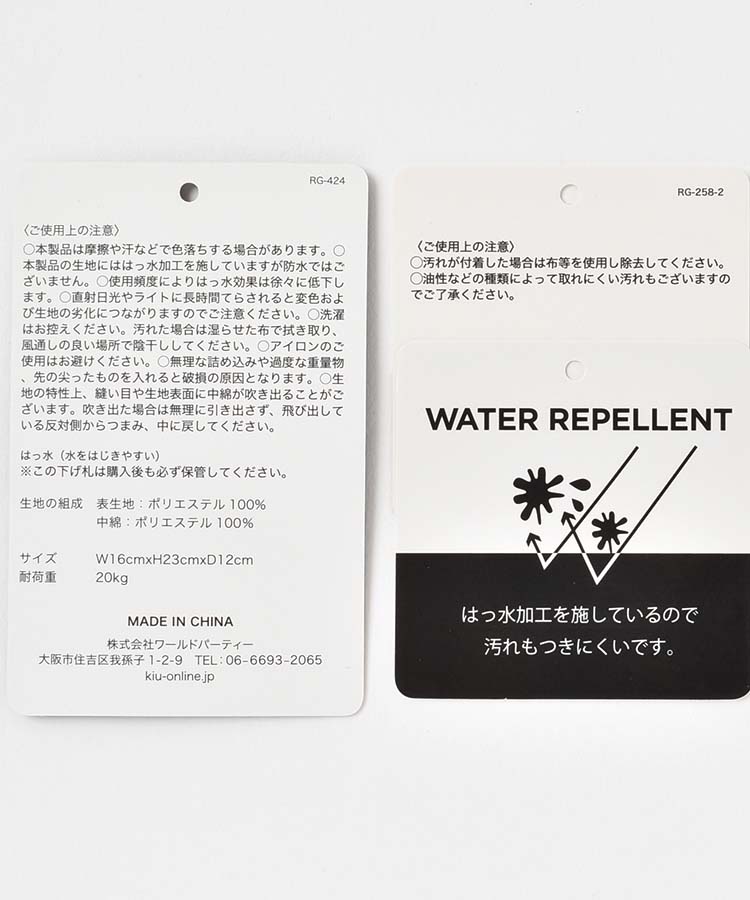 RG-424
〈ご使用上の注意〉
○本製品は摩擦や汗などで色落ちする場合があります。○
本製品の生地にははっ水加工を施していますが防水ではご
ざいません。○使用頻度によりはっ水効果は徐々に低下し
ます。○直射日光やライトに長時間てらされると変色およ
び生地の劣化につながりますのでご注意ください。○洗濯
はお控えください。汚れた場合は湿らせた布で拭き取り、
風通しの良い場所で陰干ししてください。○アイロンのご
使用はお避けください。○無理な詰め込みや過度な重量物
、先の尖ったものを入れると破損の原因となります。○生
地の特性上、縫い目や生地表面に中綿が吹き出ることがご
ざいます。吹き出た場合は無理に引き出さず、飛び出してい
る反対側からつまみ、中に戻してください。
はっ水（水をはじきやすい）
※この下げ札は購入後も必ず保管してください。
生地の組成 表生地：ポリエステル100%
中綿：ポリエステル100%
サイズ W16cmxH23cmxD12cm
耐荷重 20kg
MADE IN CHINA
株式会社ワールドパーティー
大阪市住吉区我孫子1-2-9 TEL：06-6693-2065
kiu-online.jp
RG-258-2
〈ご使用上の注意〉
○汚れが付着した場合は布等を使用し除去してください。
○油性などの種類によって取れにくい汚れもございますの
でご了承ください。
WATER REPELLENT
はっ水加工を施しているので
汚れもつきにくいです。